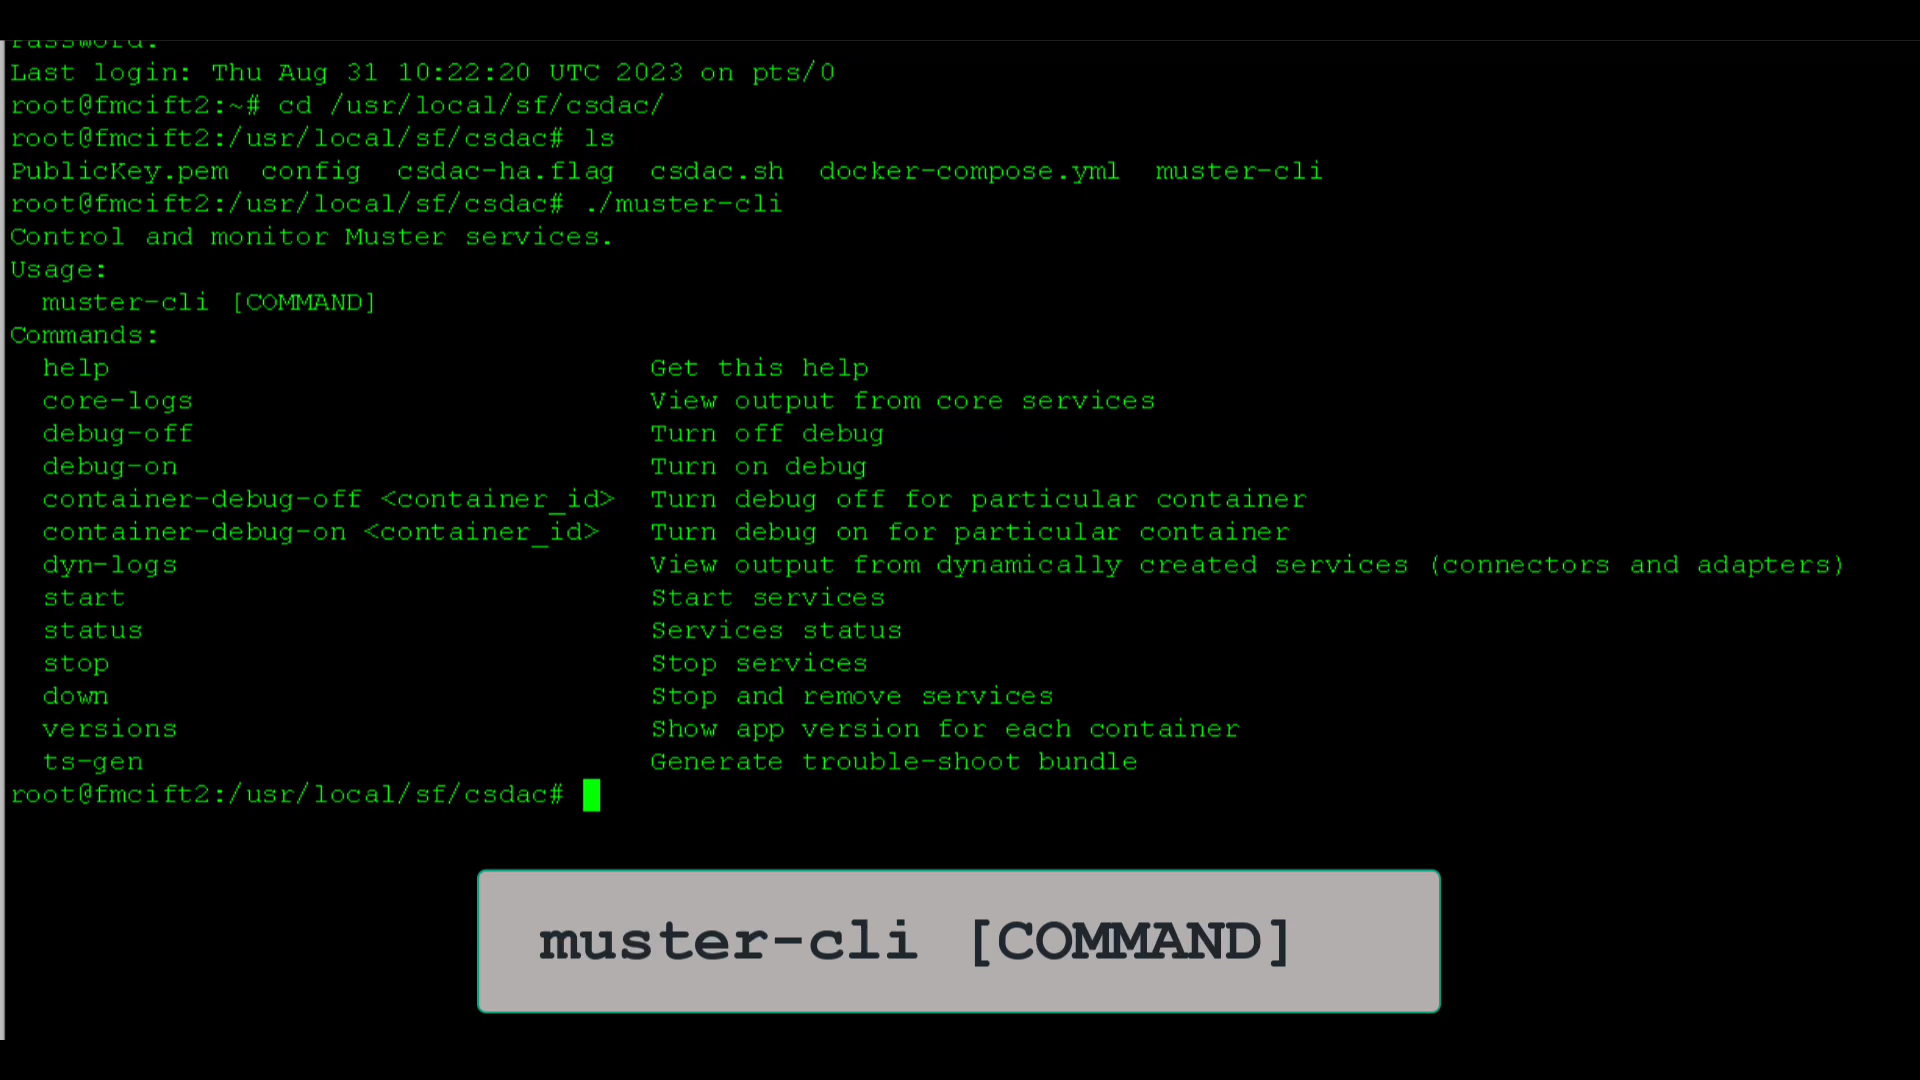 Password:
Last login: Thu Aug 31 10:22:20 UTC 2023 on pts/0
root@fmcift2:~# cd /usr/local/sf/csdac/
root@fmcift2:/usr/local/sf/csdac# ls
PublicKey.pem  config  csdac-ha.flag  csdac.sh  docker-compose.yml  muster-cli
root@fmcift2:/usr/local/sf/csdac# ./muster-cli
Control and monitor Muster services.
Usage:
  muster-cli [COMMAND]
Commands:
  help                                Get this help
  core-logs                           View output from core services
  debug-off                           Turn off debug
  debug-on                            Turn on debug
  container-debug-off <container_id>  Turn debug off for particular container
  container-debug-on <container_id>   Turn debug on for particular container
  dyn-logs                            View output from dynamically created services (connectors and adapters)
  start                               Start services
  status                              Services status
  stop                                Stop services
  down                                Stop and remove services
  versions                            Show app version for each container
  ts-gen                              Generate trouble-shoot bundle
root@fmcift2:/usr/local/sf/csdac#
muster-cli [COMMAND]